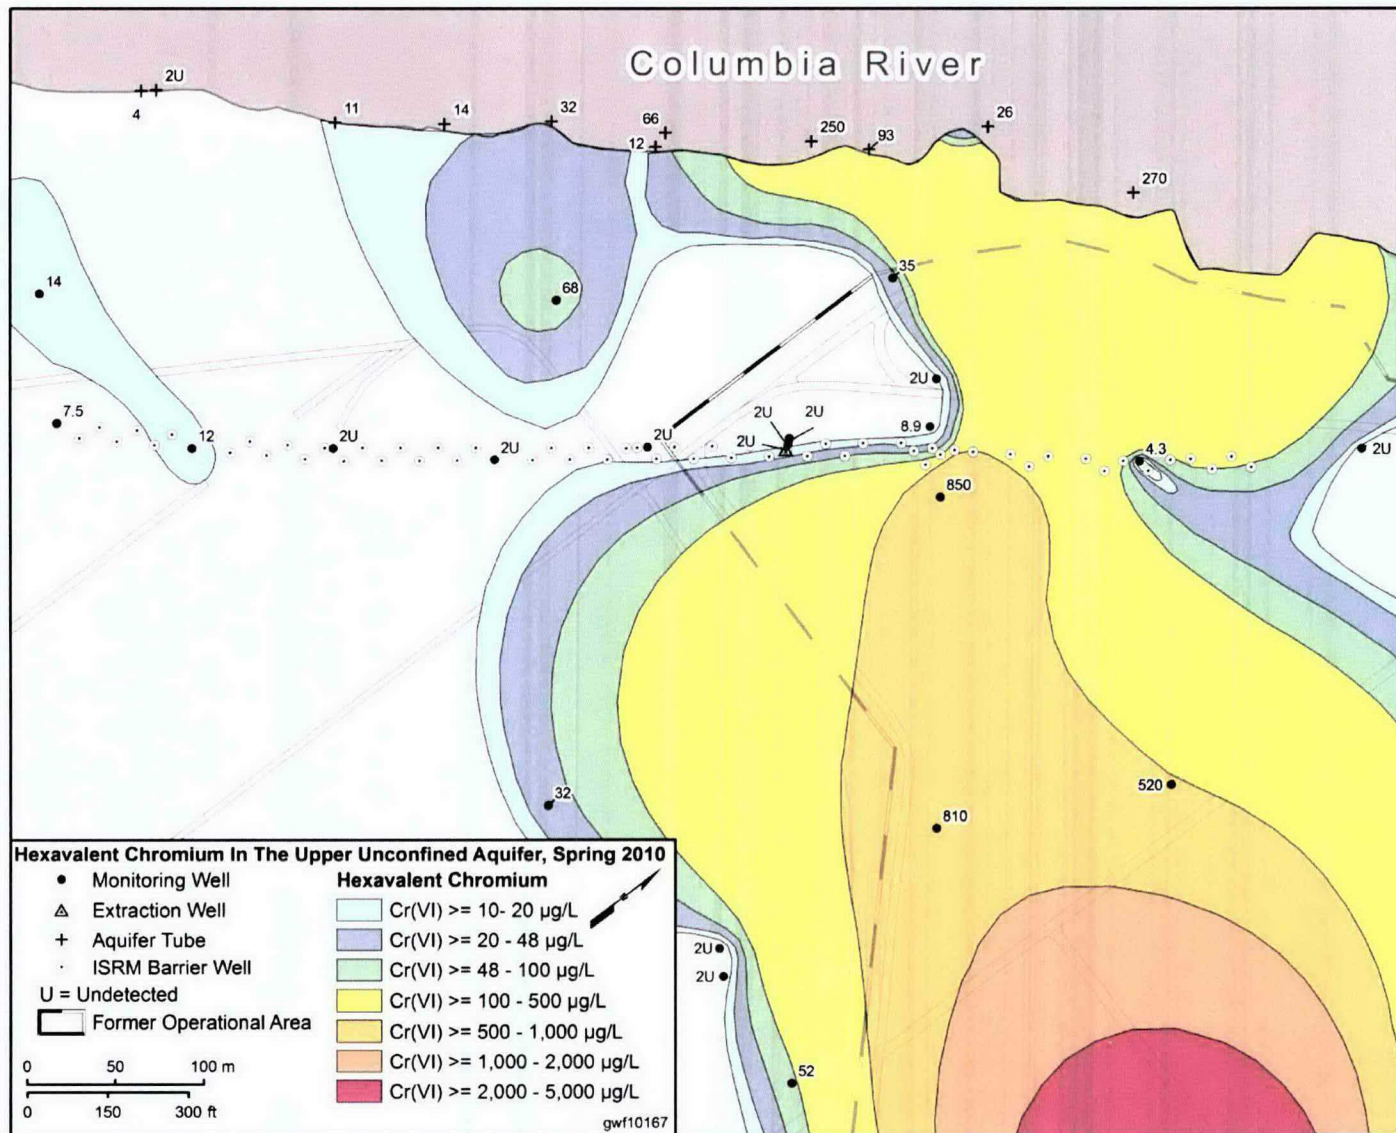 Columbia River
2U
4
11
14
32
66
12
250
93
26
270
14
68
35
7.5
12
2U
2U
2U
2U
2U
2U
2U
8.9
4.3
2U
850
32
810
520
2U
2U
52
Hexavalent Chromium In The Upper Unconfined Aquifer, Spring 2010
Monitoring Well
Extraction Well
Aquifer Tube
ISRM Barrier Well
U = Undetected
Former Operational Area
0 50 100 m
0 150 300 ft
Hexavalent Chromium
Cr(VI) >= 10- 20 µg/L
Cr(VI) >= 20 - 48 µg/L
Cr(VI) >= 48 - 100 µg/L
Cr(VI) >= 100 - 500 µg/L
Cr(VI) >= 500 - 1,000 µg/L
Cr(VI) >= 1,000 - 2,000 µg/L
Cr(VI) >= 2,000 - 5,000 µg/L
gwf10167